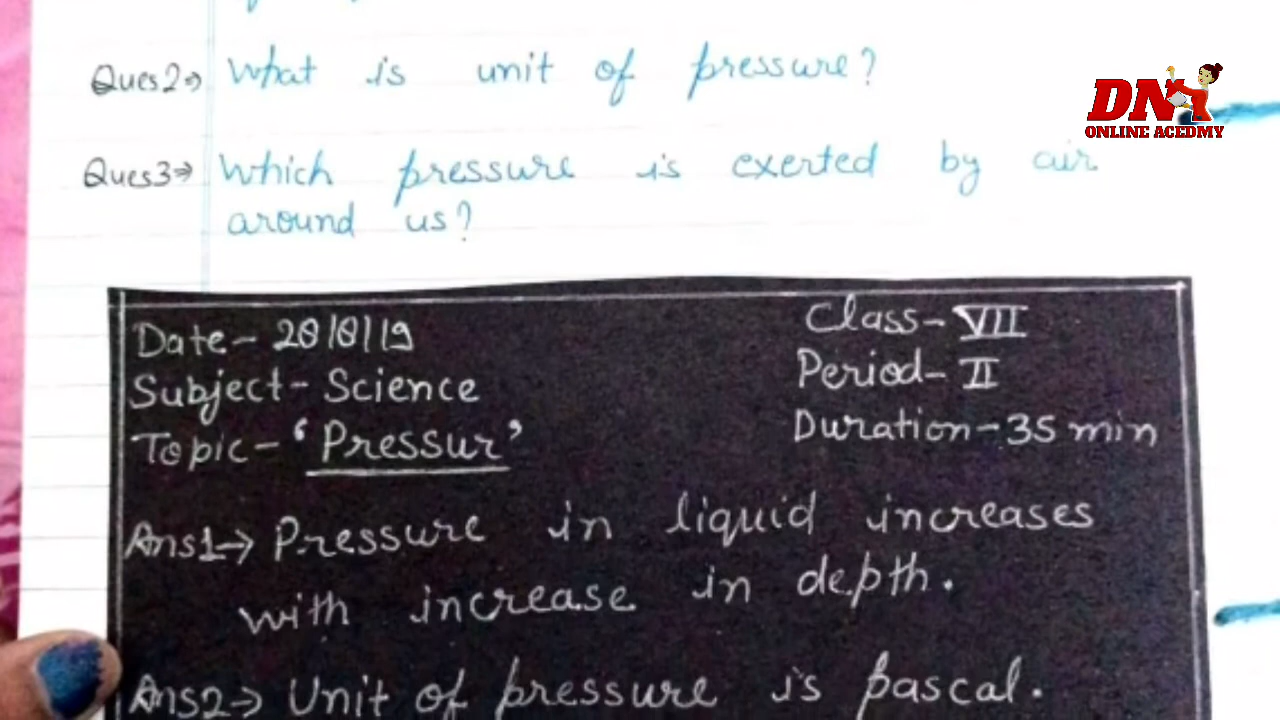 Ques2⇒ What is unit of pressure?
DNA
ONLINE ACEDMY
Ques3⇒ Which pressure is exerted by air
around us?
Date- 20/8/19
Class- VII
Subject- Science
Period- II
Topic- ‘Pressur’
Duration-35 min
Ans1→ Pressure in liquid increases
with increase in depth.
Ans2→ Unit of pressure is pascal.